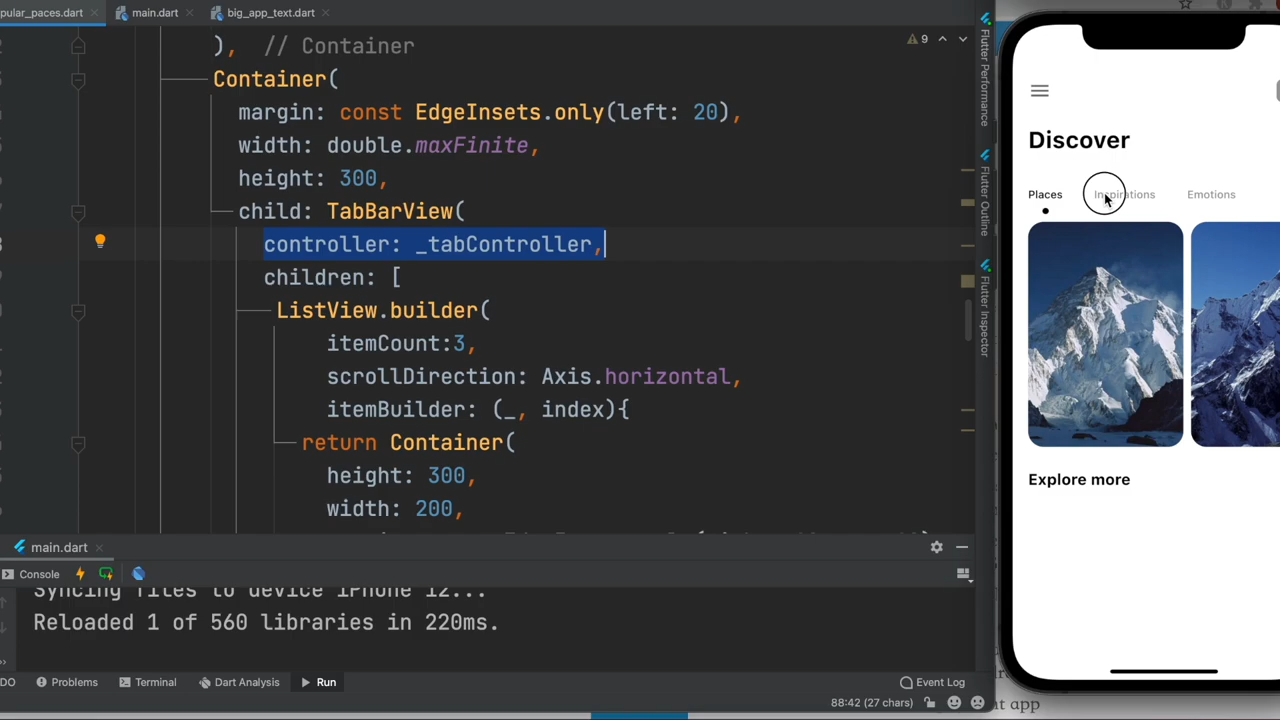 pular_paces.dart
main.dart
big_app_text.dart
), // Container
9
Container(
margin: const EdgeInsets.only(left: 20),
width: double.maxFinite,
height: 300,
child: TabBarView(
controller: _tabController,
children: [
ListView.builder(
itemCount:3,
scrollDirection: Axis.horizontal,
itemBuilder: (_, index){
return Container(
height: 300,
width: 200,
Flutter Performance
Flutter Outline
Flutter Inspector
Discover
Places
Inspirations
Emotions
Explore more
main.dart
Console
Syncing files to device iPhone 12...
Reloaded 1 of 560 libraries in 220ms.
DO
Problems
Terminal
Dart Analysis
Run
Event Log
88:42 (27 chars)
t app